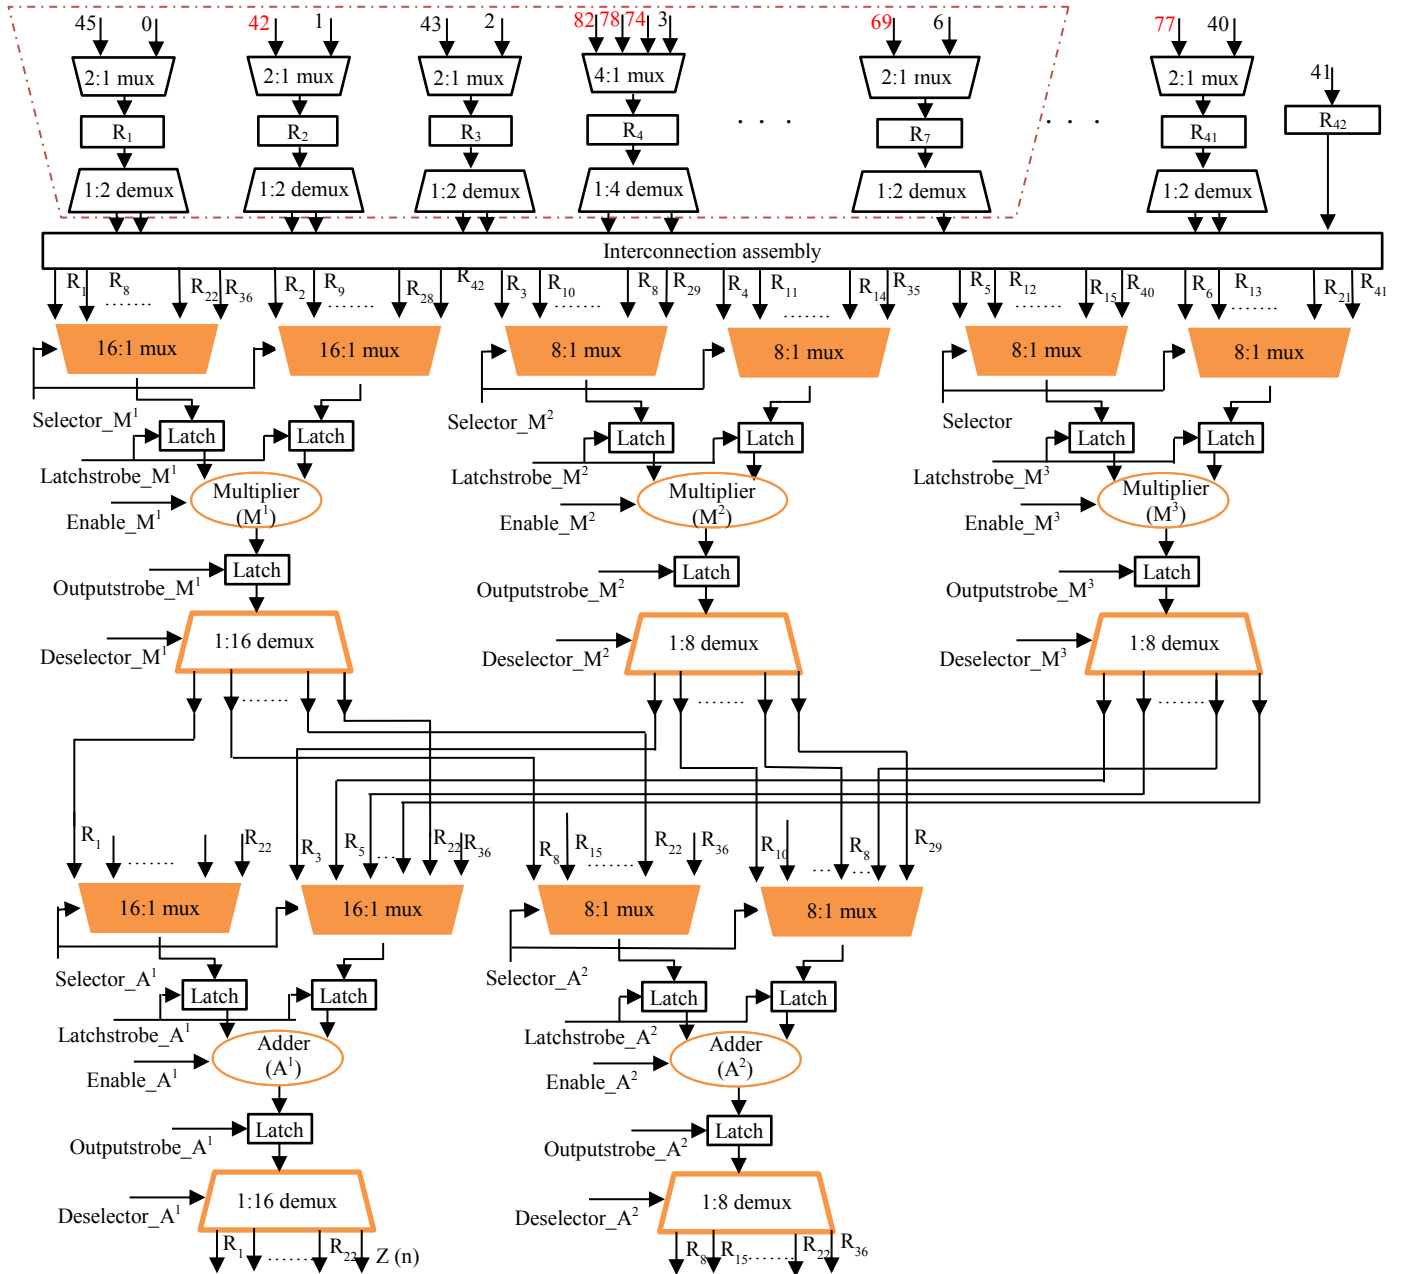 45 0 42 1 43 2 82 78 74 3 69 6 77 40 41
2:1 mux 2:1 mux 2:1 mux 4:1 mux 2:1 mux 2:1 mux
R1 R2 R3 R4 . . . R7 . . . R41 R42
1:2 demux 1:2 demux 1:2 demux 1:4 demux 1:2 demux 1:2 demux
Interconnection assembly
R1 R8 ....... R22 R36 R2 R9 ....... R28 R42 R3 R10 ........ R8 R29 R4 R11 ........ R14 R35 R5 R12 ........ R15 R40 R6 R13 ........ R21 R41
16:1 mux 16:1 mux 8:1 mux 8:1 mux 8:1 mux 8:1 mux
Selector_M1 Selector_M2 Selector
Latch Latch Latch Latch Latch Latch
Latchstrobe_M1 Latchstrobe_M2 Latchstrobe_M3
Multiplier Multiplier Multiplier
(M1) (M2) (M3)
Enable_M1 Enable_M2 Enable_M3
Latch Latch Latch
Outputstrobe_M1 Outputstrobe_M2 Outputstrobe_M3
1:16 demux 1:8 demux 1:8 demux
Deselector_M1 Deselector_M2 Deselector_M3
........ ........ ........
R1 ........ R22 R3 R5 .... R22 R36 R8 R15 ........ R22 R36 R10 ........ R8 R29
16:1 mux 16:1 mux 8:1 mux 8:1 mux
Selector_A1 Selector_A2
Latch Latch Latch Latch
Latchstrobe_A1 Latchstrobe_A2
Adder Adder
(A1) (A2)
Enable_A1 Enable_A2
Latch Latch
Outputstrobe_A1 Outputstrobe_A2
1:16 demux 1:8 demux
Deselector_A1 Deselector_A2
R1 ........ R22 Z (n) R8 R15 ........ R22 R36